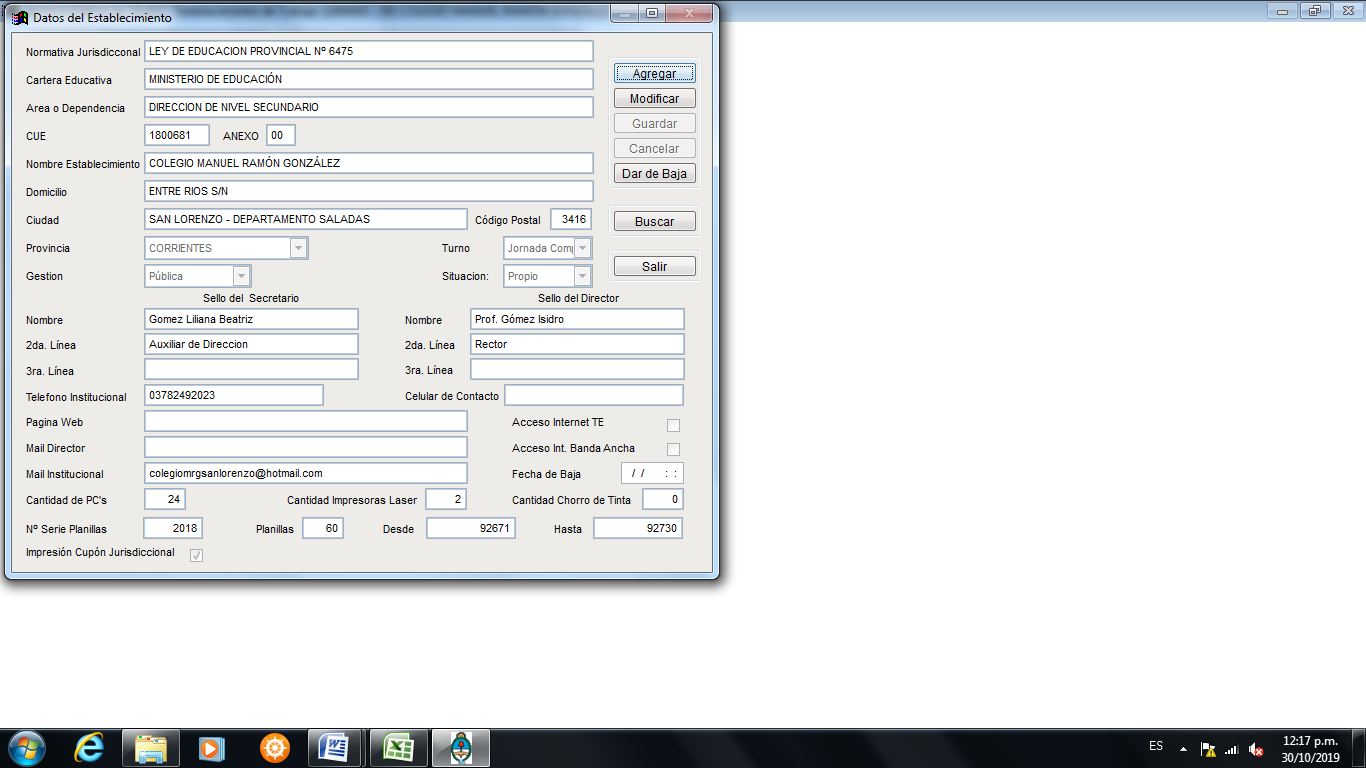 Datos del Establecimiento
Normativa Jurisdicconal LEY DE EDUCACION PROVINCIAL Nº 6475
Cartera Educativa MINISTERIO DE EDUCACIÓN
Area o Dependencia DIRECCION DE NIVEL SECUNDARIO
CUE 1800681 ANEXO 00
Nombre Establecimiento COLEGIO MANUEL RAMÓN GONZÁLEZ
Domicilio ENTRE RIOS S/N
Ciudad SAN LORENZO - DEPARTAMENTO SALADAS Código Postal 3416
Provincia CORRIENTES Turno Jornada Comp
Gestion Pública Situacion: Propio
Agregar
Modificar
Guardar
Cancelar
Dar de Baja
Buscar
Salir
Sello del Secretario Sello del Director
Nombre Gomez Liliana Beatriz Nombre Prof. Gómez Isidro
2da. Línea Auxiliar de Direccion 2da. Línea Rector
3ra. Línea 3ra. Línea
Telefono Institucional 03782492023 Celular de Contacto
Pagina Web Acceso Internet TE
Mail Director Acceso Int. Banda Ancha
Mail Institucional colegiomrgsanlorenzo@hotmail.com Fecha de Baja / / : :
Cantidad de PC's 24 Cantidad Impresoras Laser 2 Cantidad Chorro de Tinta 0
Nº Serie Planillas 2018 Planillas 60 Desde 92671 Hasta 92730
Impresión Cupón Jurisdiccional
ES 12:17 p.m.
30/10/2019